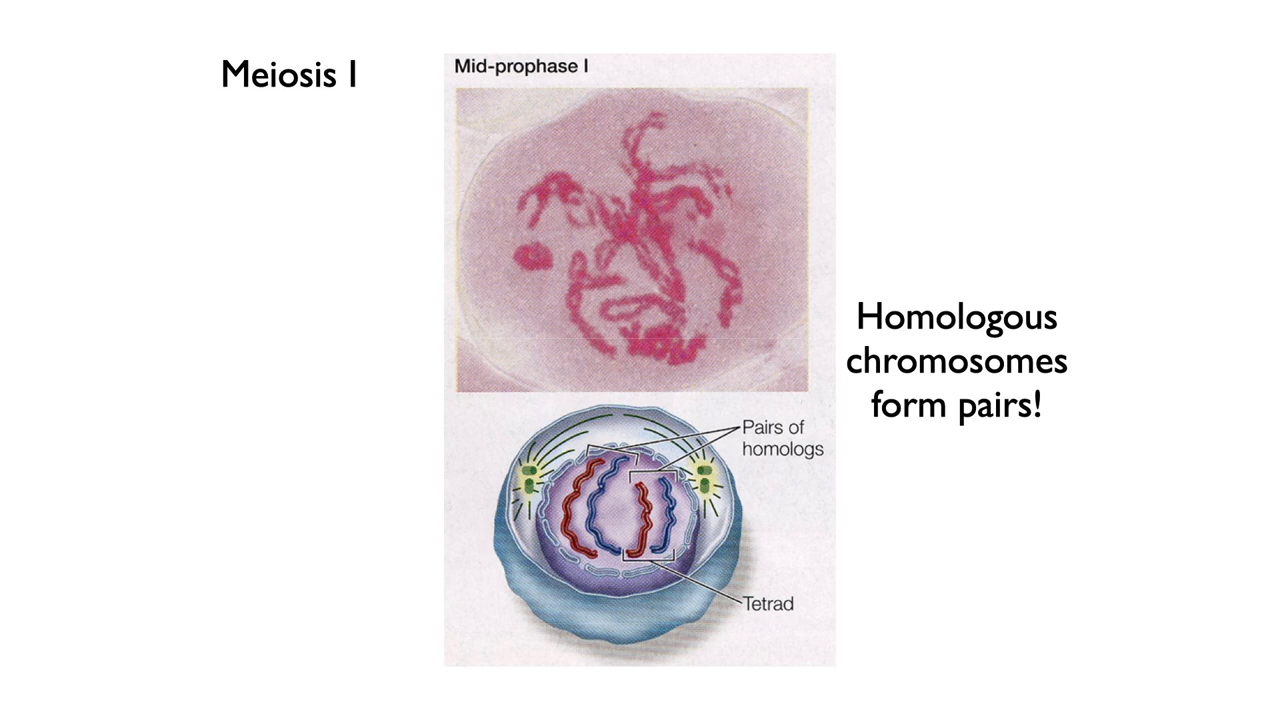 Meiosis I
Mid-prophase I
Homologous
chromosomes
form pairs!
Pairs of
homologs
Tetrad